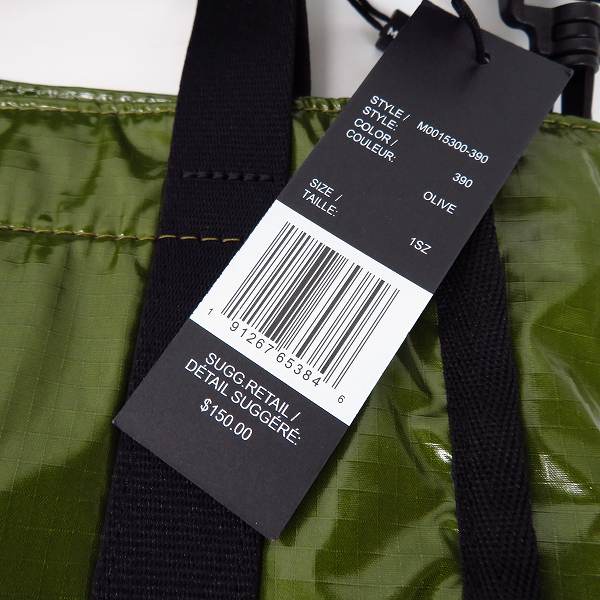 M
STYLE /
STYLE: M0015300-390
COLOR /
COULEUR: 390
OLIVE
SIZE /
TAILLE: 1SZ
1 91267 65384 6
SUGG.RETAIL /
DÉTAIL SUGGÉRÉ:
$150.00